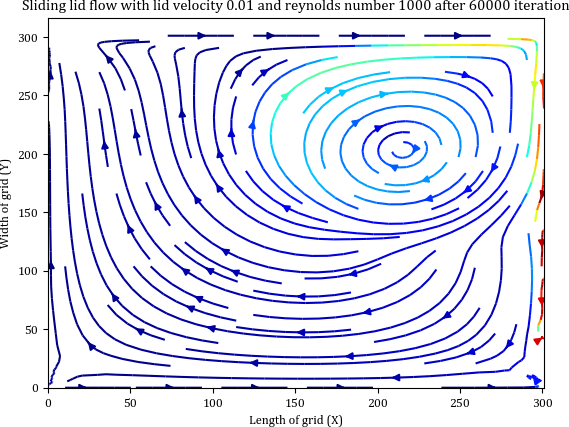 Sliding lid flow with lid velocity 0.01 and reynolds number 1000 after 60000 iteration
300
250
200
150
100
50
0
Width of grid (Y)
0 50 100 150 200 250 300
Length of grid (X)